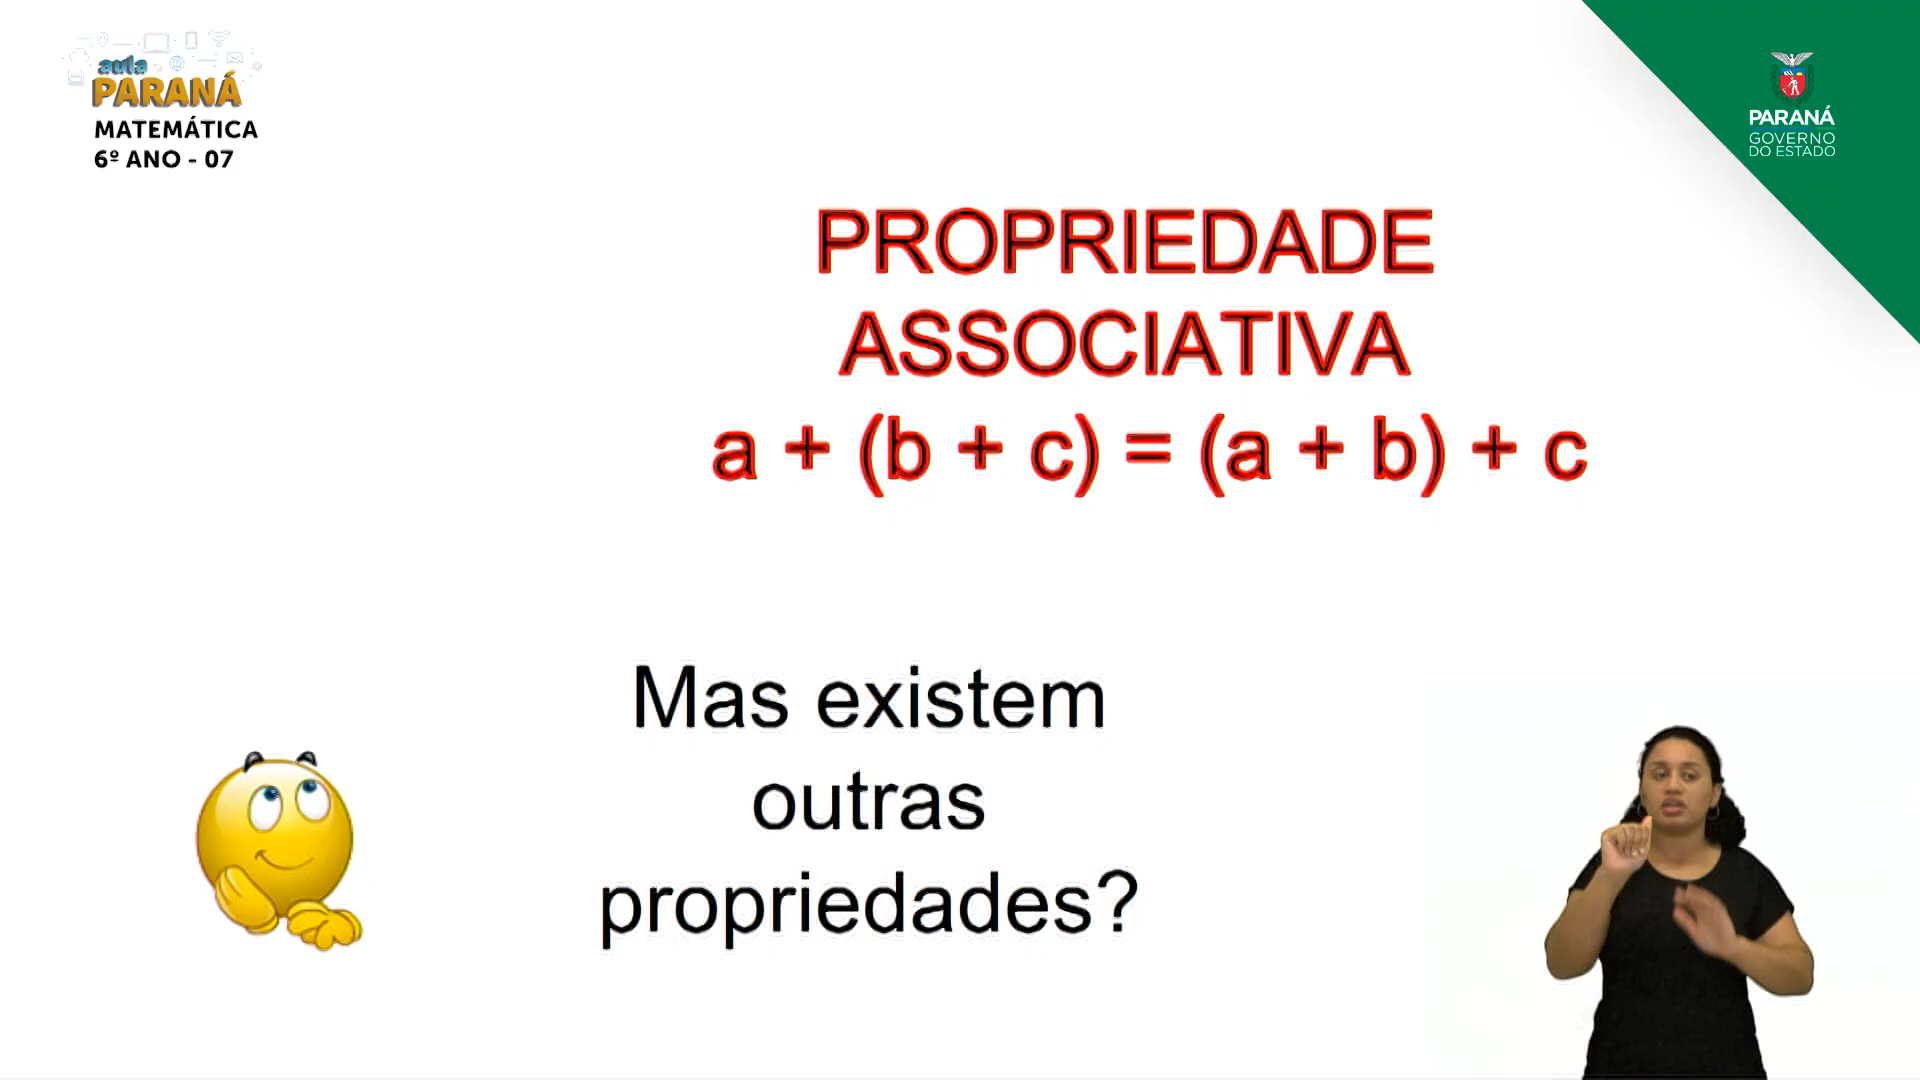 aula
PARANÁ
MATEMÁTICA
6º ANO - 07
PARANÁ
GOVERNO
DO ESTADO
PROPRIEDADE
ASSOCIATIVA
a + (b + c) = (a + b) + c
Mas existem
outras
propriedades?